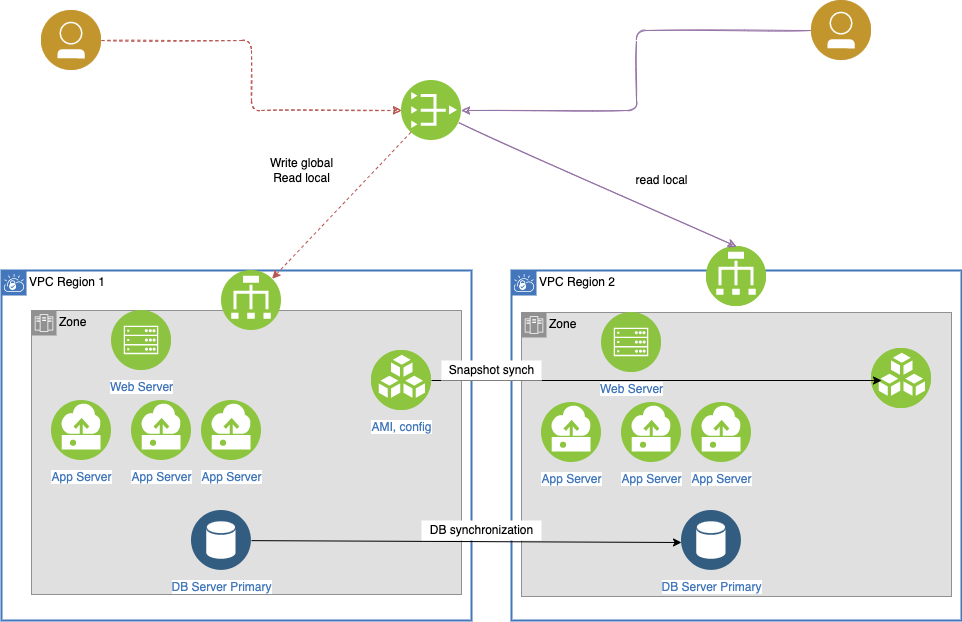 Write global
Read local
read local
VPC Region 1
Zone
Web Server
App Server
App Server
App Server
AMI, config
DB Server Primary
Snapshot synch
DB synchronization
VPC Region 2
Zone
Web Server
App Server
App Server
App Server
DB Server Primary